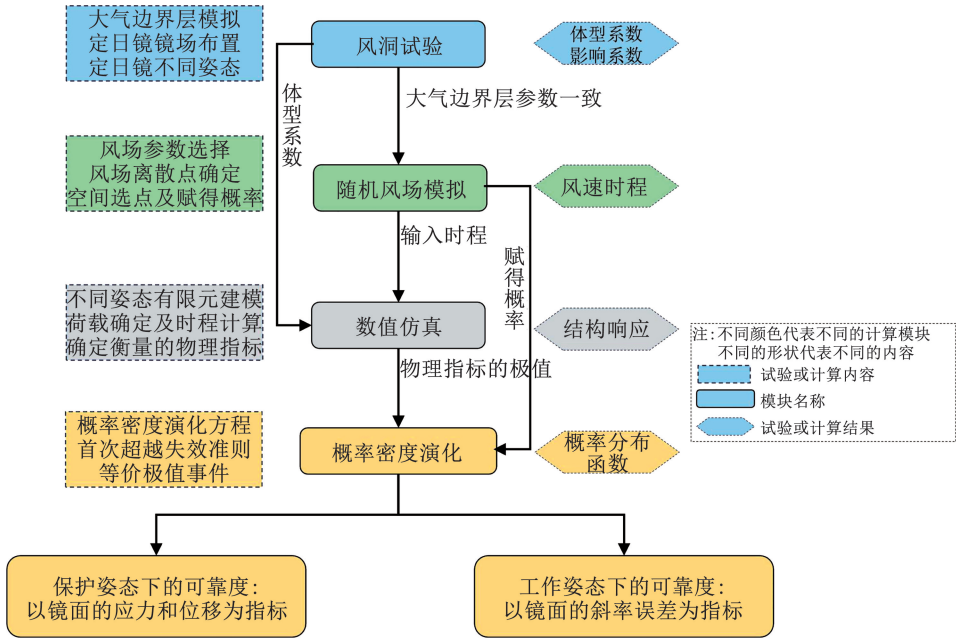 大气边界层模拟
定日镜镜场布置
定日镜不同姿态
风洞试验
体型系数
影响系数
体型系数
大气边界层参数一致
风场参数选择
风场离散点确定
空间选点及赋得概率
随机风场模拟
风速时程
输入时程
赋得概率
不同姿态有限元建模
荷载确定及时程计算
确定衡量的物理指标
数值仿真
结构响应
注:不同颜色代表不同的计算模块
不同的形状代表不同的内容
试验或计算内容
模块名称
试验或计算结果
物理指标的极值
概率密度演化方程
首次超越失效准则
等价极值事件
概率密度演化
概率分布
函数
保护姿态下的可靠度:
以镜面的应力和位移为指标
工作姿态下的可靠度:
以镜面的斜率误差为指标